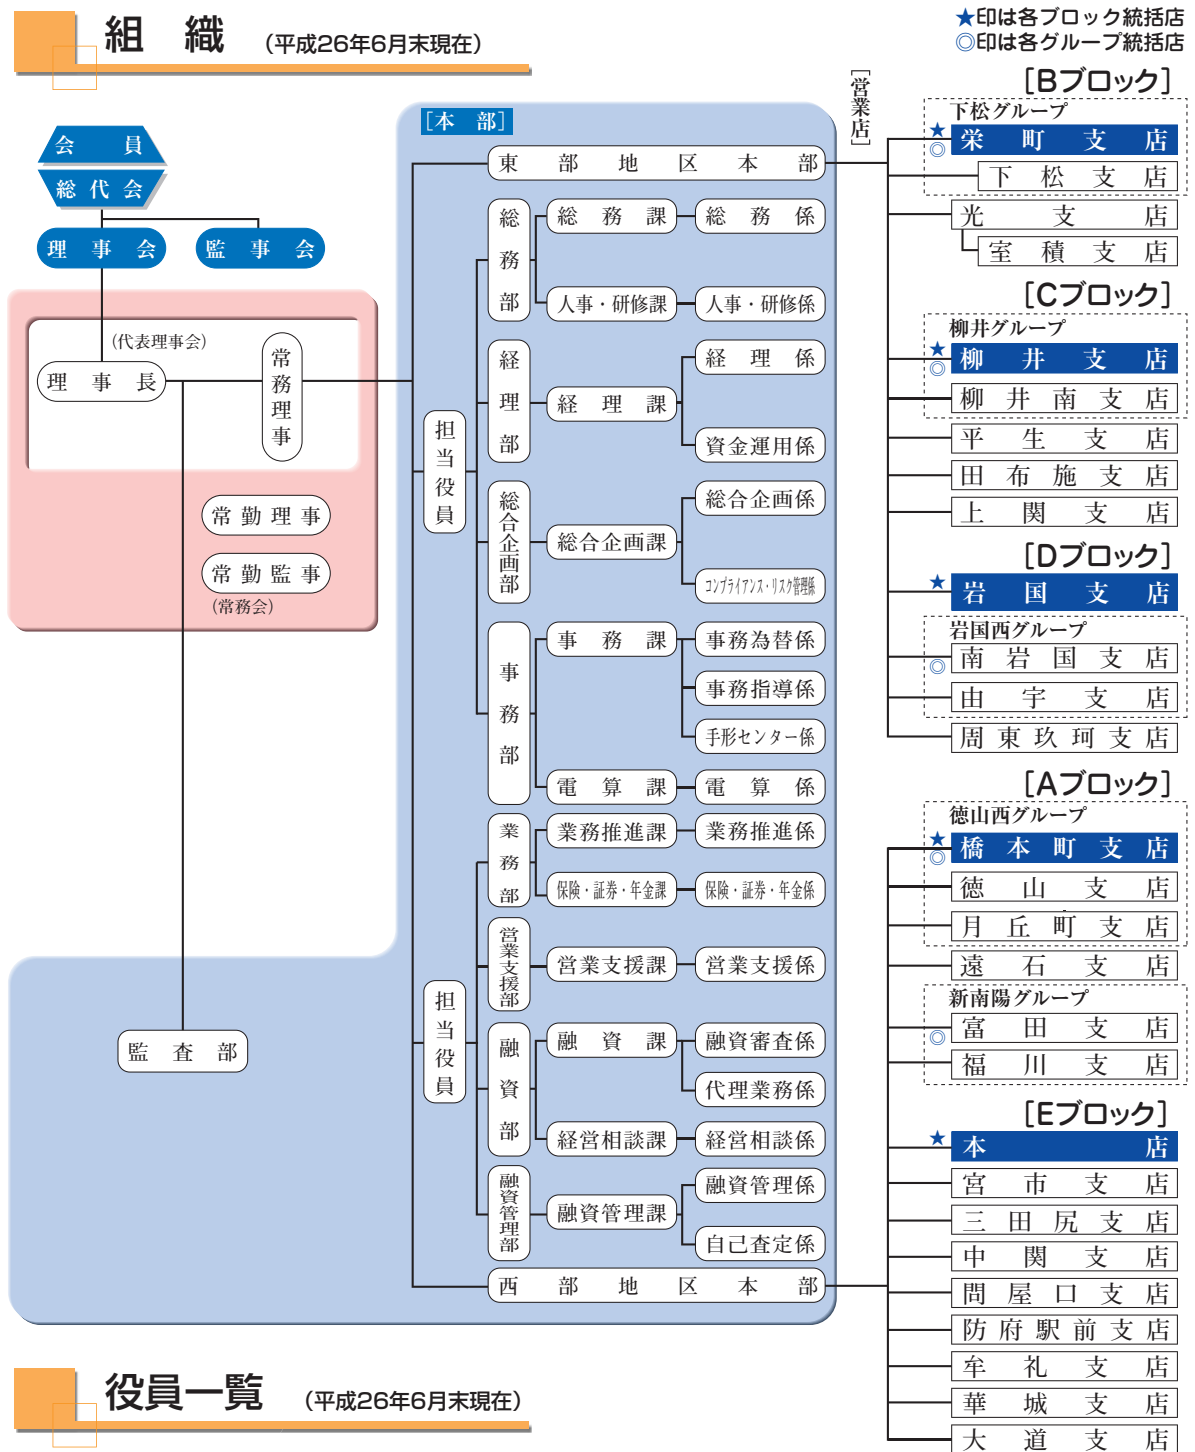 組　織　（平成26年6月末現在）
★印は各ブロック統括店
◎印は各グループ統括店
会員
総代会
理事会
監事会
（代表理事会）
理事長
常務理事
常勤理事
常勤監事
（常務会）
監査部
［本　部］
東部地区本部
担当役員
総務部
総務課
総務係
人事・研修課
人事・研修係
経理部
経理課
経理係
資金運用係
総合企画部
総合企画課
総合企画係
コンプライアンス・リスク管理係
事務部
事務課
事務為替係
事務指導係
手形センター係
電算課
電算係
担当役員
業務部
業務推進課
業務推進係
保険・証券・年金課
保険・証券・年金係
営業支援部
営業支援課
営業支援係
融資部
融資課
融資審査係
代理業務係
経営相談課
経営相談係
融資管理部
融資管理課
融資管理係
自己査定係
西部地区本部
［営業店］
［Bブロック］
下松グループ
★◎栄町支店
下松支店
光支店
室積支店
［Cブロック］
柳井グループ
★◎柳井支店
柳井南支店
平生支店
田布施支店
上関支店
［Dブロック］
★岩国支店
岩国西グループ
◎南岩国支店
由宇支店
周東玖珂支店
［Aブロック］
徳山西グループ
★◎橋本町支店
徳山支店
月丘町支店
遠石支店
新南陽グループ
◎富田支店
福川支店
［Eブロック］
★本店
宮市支店
三田尻支店
中関支店
問屋口支店
防府駅前支店
牟礼支店
華城支店
大道支店
役員一覧　（平成26年6月末現在）